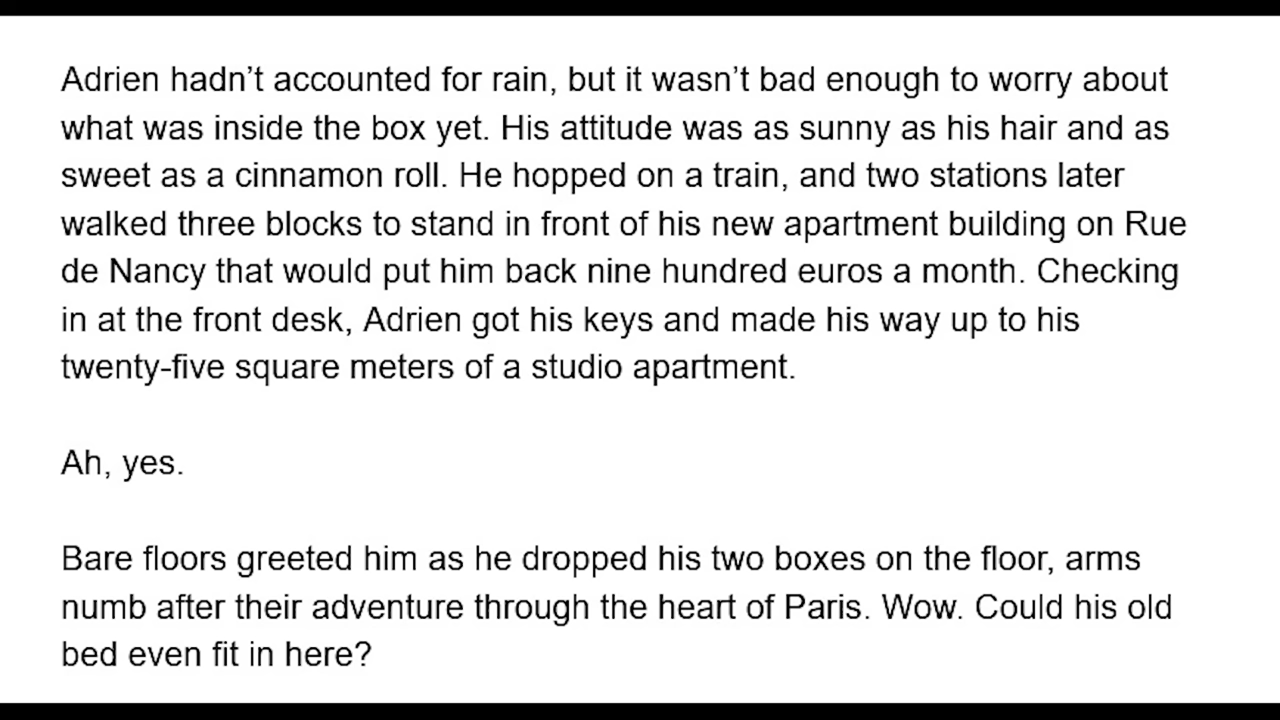 Adrien hadn’t accounted for rain, but it wasn’t bad enough to worry about
what was inside the box yet. His attitude was as sunny as his hair and as
sweet as a cinnamon roll. He hopped on a train, and two stations later
walked three blocks to stand in front of his new apartment building on Rue
de Nancy that would put him back nine hundred euros a month. Checking
in at the front desk, Adrien got his keys and made his way up to his
twenty-five square meters of a studio apartment.
Ah, yes.
Bare floors greeted him as he dropped his two boxes on the floor, arms
numb after their adventure through the heart of Paris. Wow. Could his old
bed even fit in here?